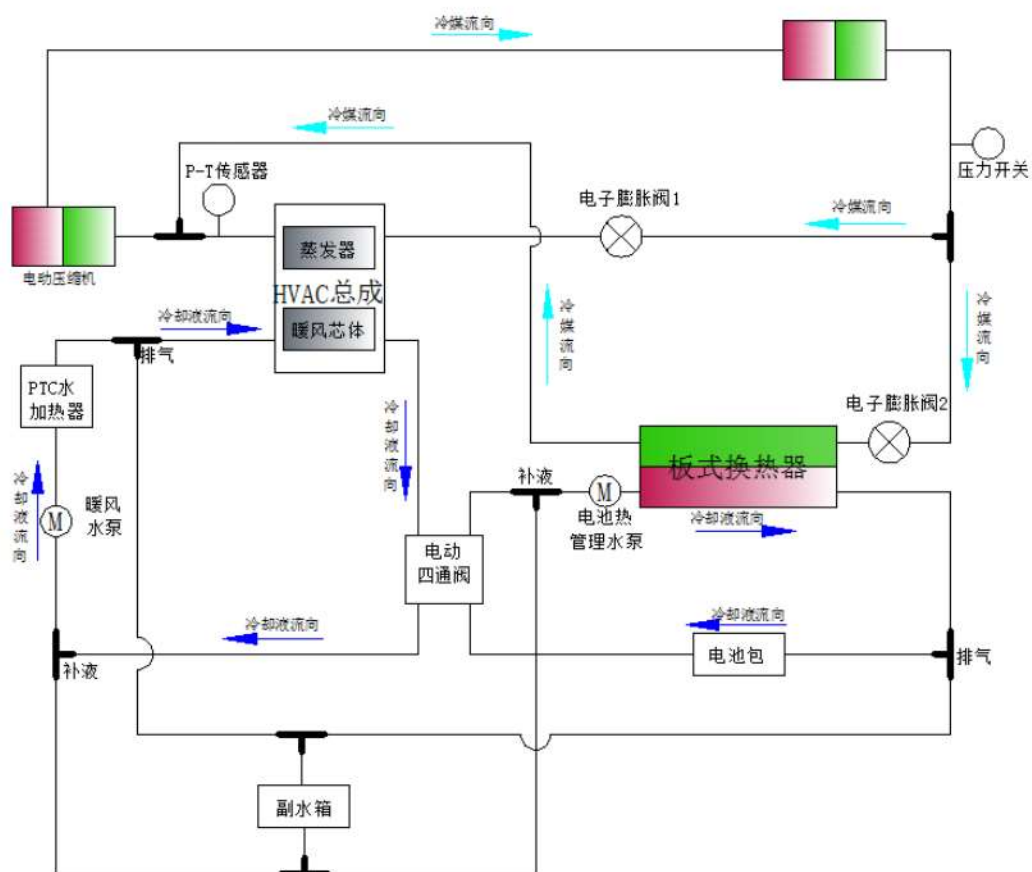 冷媒流向
冷媒流向
P-T传感器
压力开关
电子膨胀阀1
冷媒流向
蒸发器
电动压缩机
HVAC总成
冷却液流向
暖风芯体
冷媒流向
冷媒流向
排气
PTC水
加热器
电子膨胀阀2
冷却液流向
板式换热器
补液
冷却液流向
暖风
水泵
M
M
电池热
管理水泵
冷却液流向
电动
四通阀
冷却液流向
冷却液流向
补液
电池包
排气
副水箱